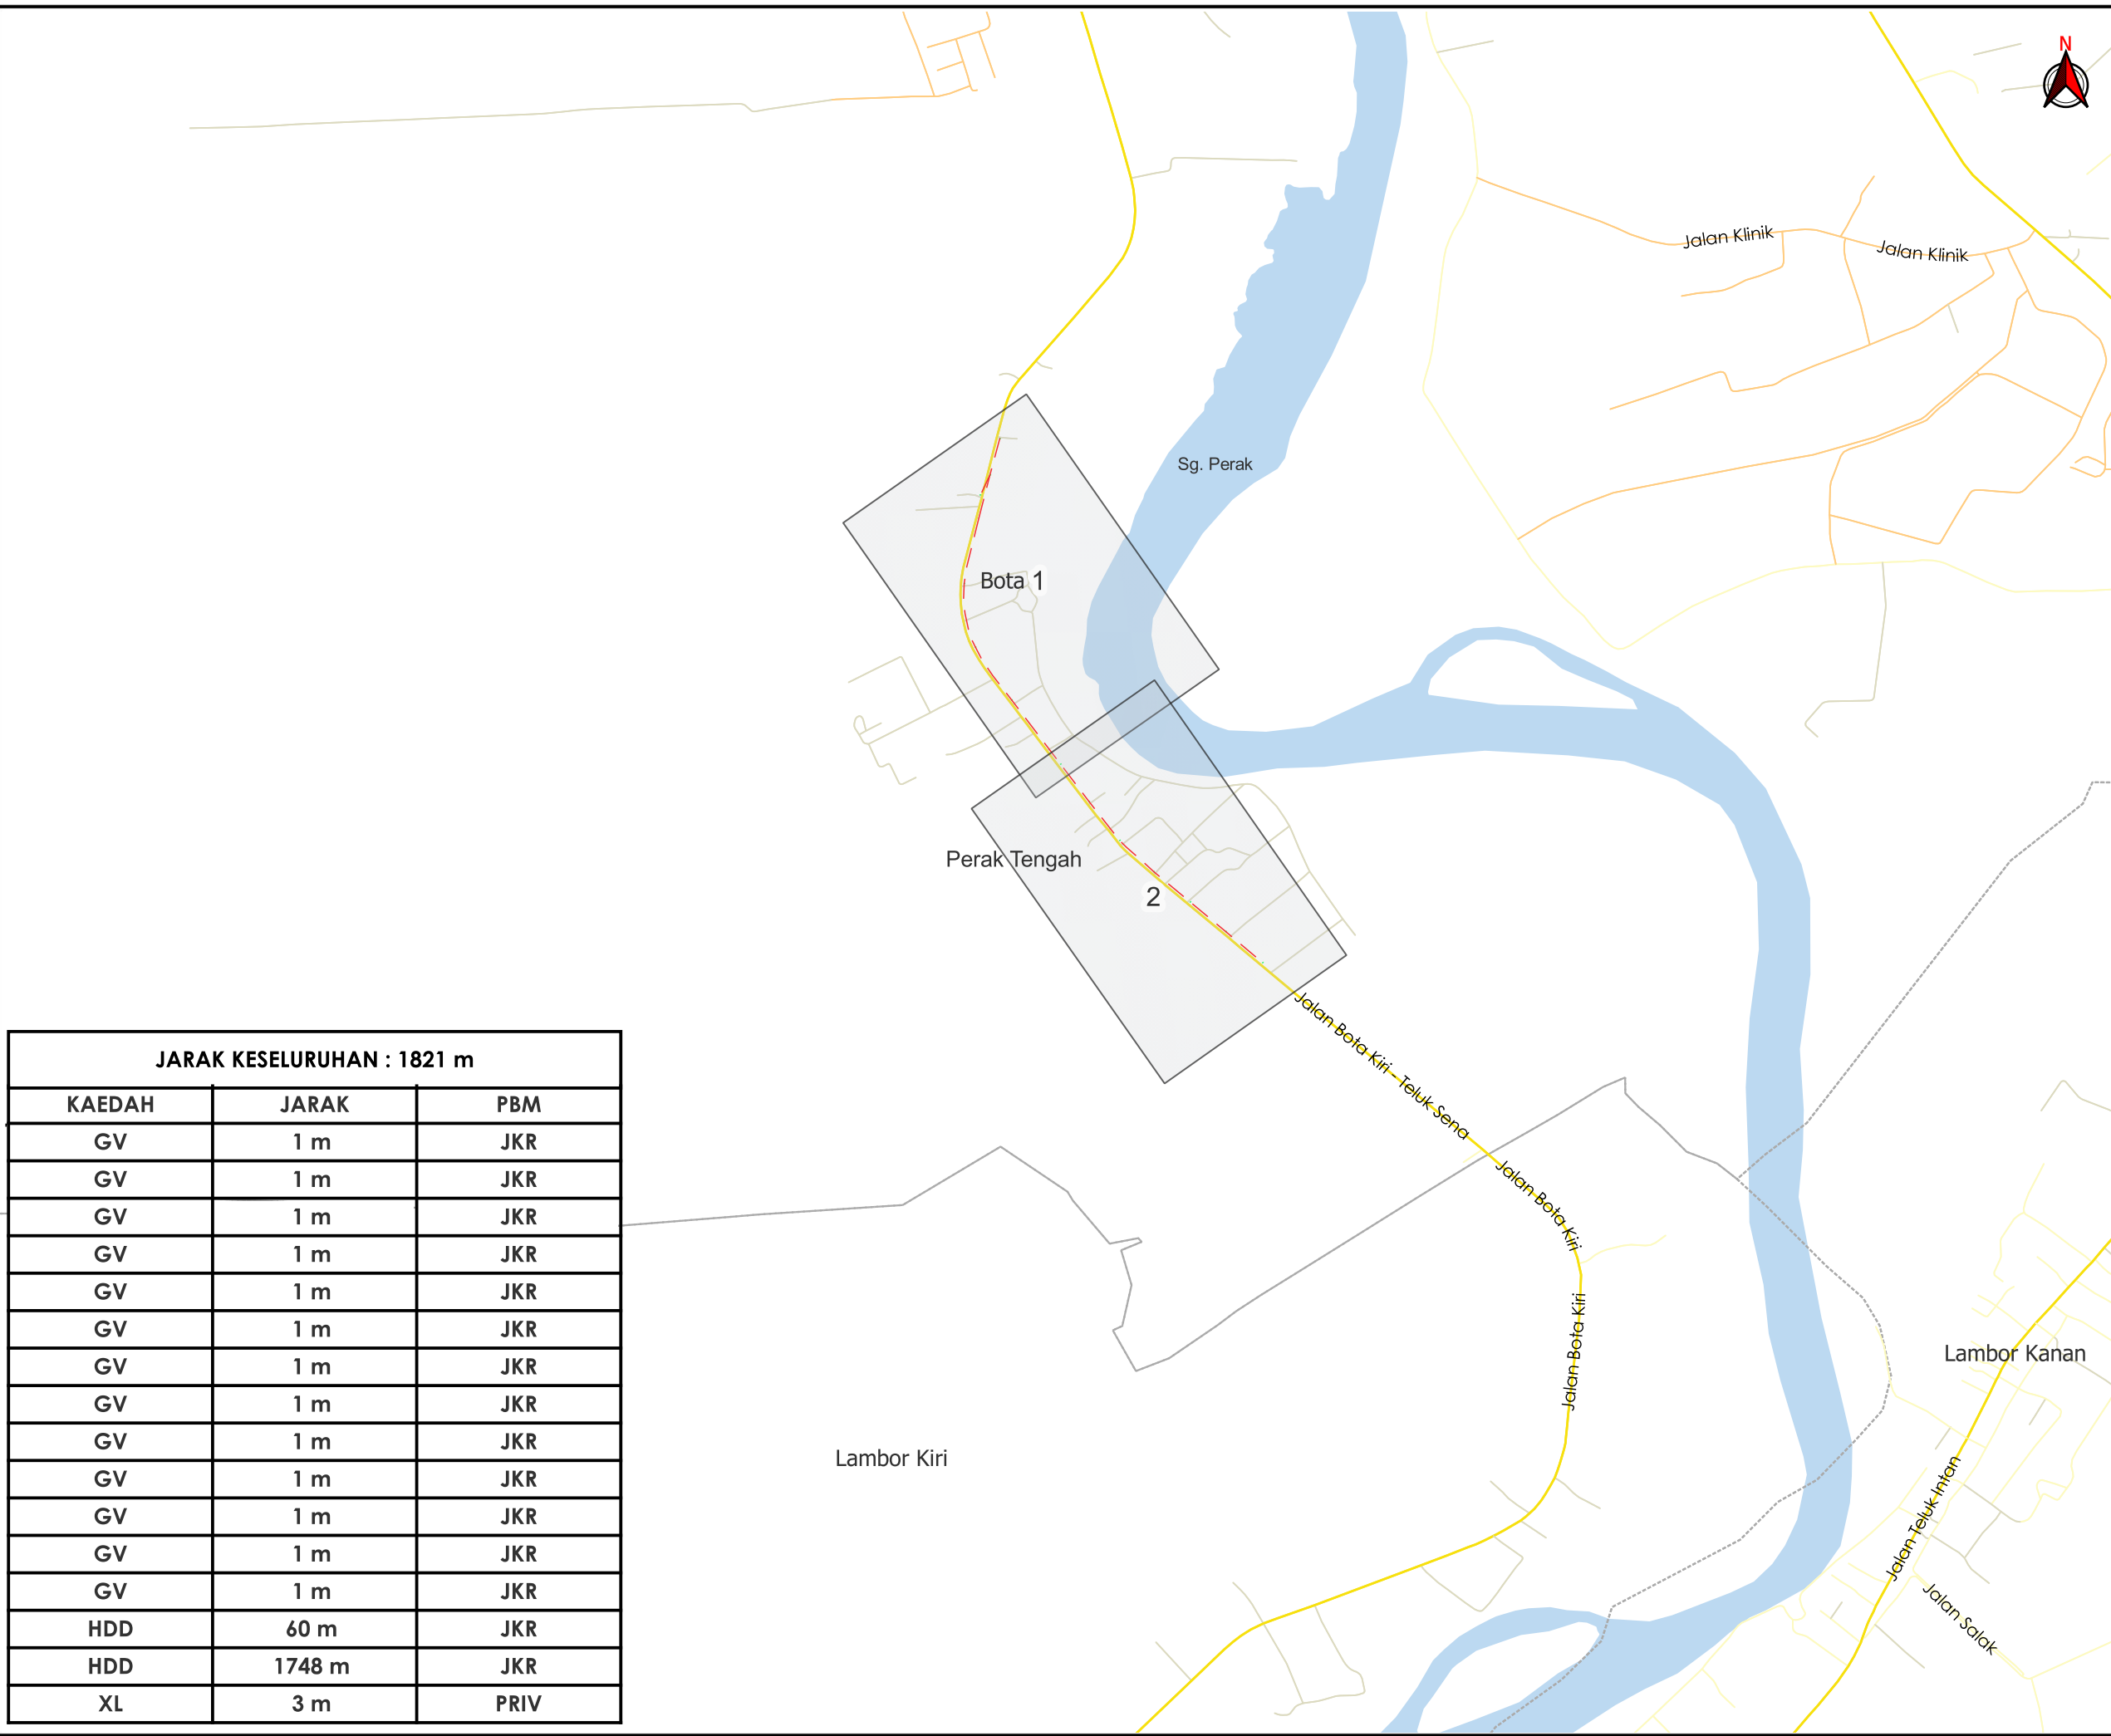 N
Jalan Klinik
Jalan Klinik
Sg. Perak
Bota 1
Perak Tengah
2
Jalan Bota Kiri - Teluk Sena
Jalan Bota Kiri
Jalan Bota Kiri
Lambor Kanan
Lambor Kiri
Jalan Teluk Intan
Jalan Salak
JARAK KESELURUHAN : 1821 m
KAEDAH JARAK PBM
GV 1 m JKR
GV 1 m JKR
GV 1 m JKR
GV 1 m JKR
GV 1 m JKR
GV 1 m JKR
GV 1 m JKR
GV 1 m JKR
GV 1 m JKR
GV 1 m JKR
GV 1 m JKR
GV 1 m JKR
GV 1 m JKR
HDD 60 m JKR
HDD 1748 m JKR
XL 3 m PRIV